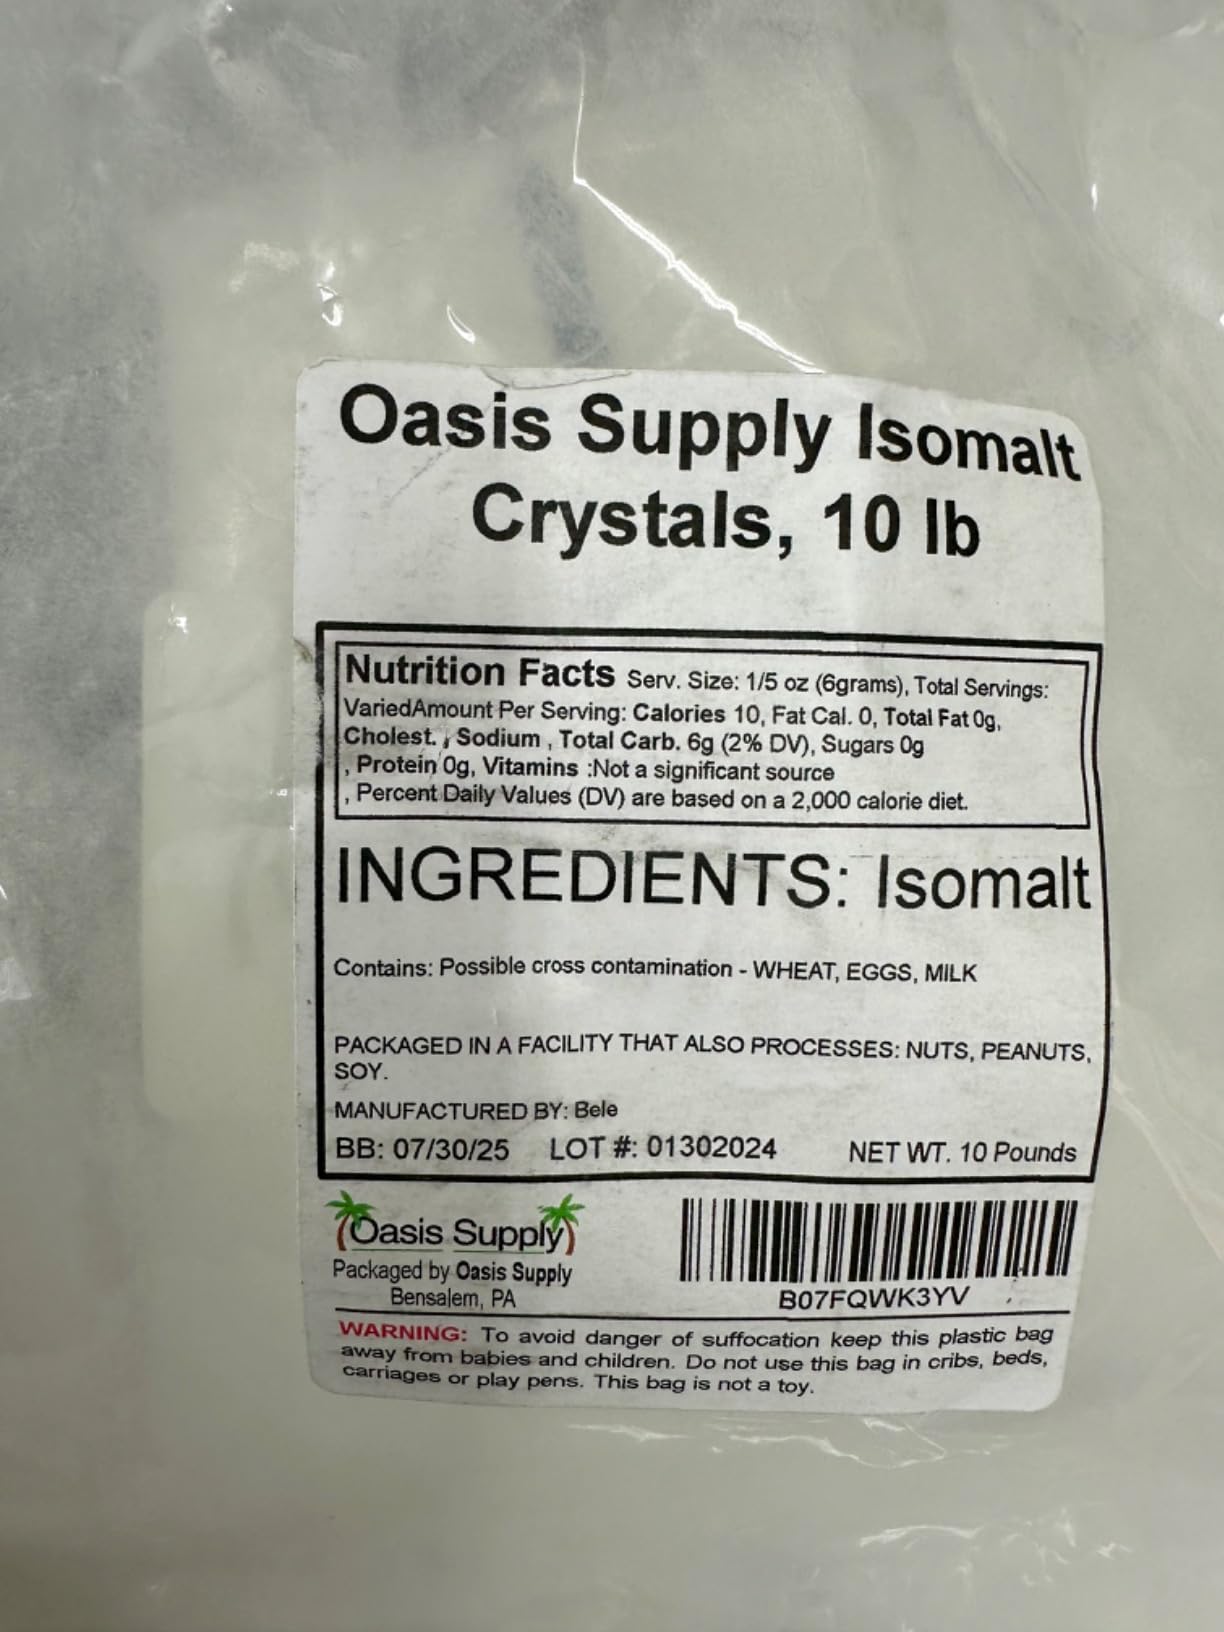 Oasis Supply Isomalt
Crystals, 10 lb
Nutrition Facts Serv. Size: 1/5 oz (6grams), Total Servings:
VariedAmount Per Serving: Calories 10, Fat Cal. 0, Total Fat 0g,
Cholest. , Sodium , Total Carb. 6g (2% DV), Sugars 0g
, Protein 0g, Vitamins :Not a significant source
, Percent Daily Values (DV) are based on a 2,000 calorie diet.
INGREDIENTS: Isomalt
Contains: Possible cross contamination - WHEAT, EGGS, MILK
PACKAGED IN A FACILITY THAT ALSO PROCESSES: NUTS, PEANUTS,
SOY.
MANUFACTURED BY: Bele
BB: 07/30/25 LOT #: 01302024 NET WT. 10 Pounds
Oasis Supply
Packaged by Oasis Supply
Bensalem, PA
B07FQWK3YV
WARNING: To avoid danger of suffocation keep this plastic bag
away from babies and children. Do not use this bag in cribs, beds,
carriages or play pens. This bag is not a toy.